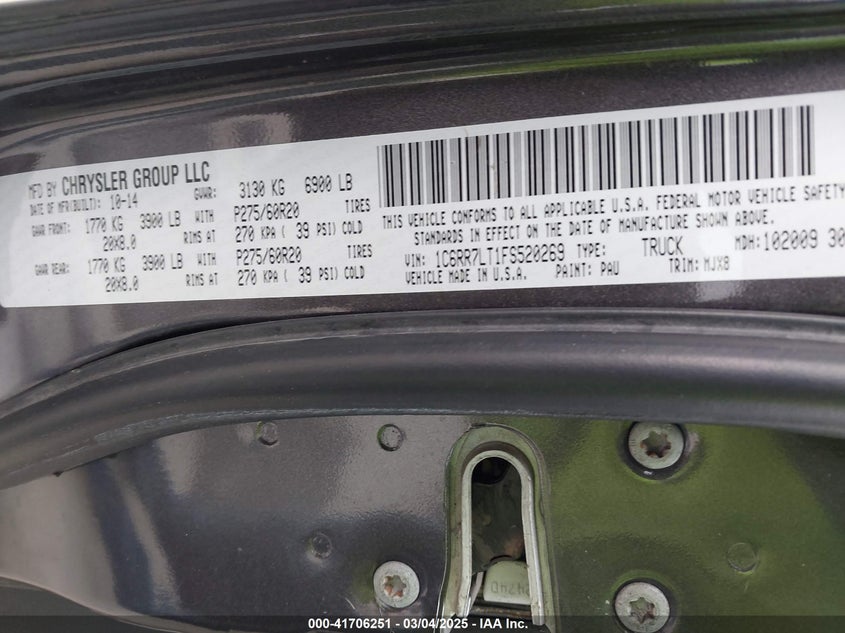 MFD BY CHRYSLER GROUP LLC
DATE OF MFR(BUILT): 10-14 GVWR: 3130 KG 6900 LB
GAWR FRONT: 1770 KG 3900 LB WITH P275/60R20 TIRES
20X8.0 RIMS AT 270 KPA ( 39 PSI) COLD
GAWR REAR: 1770 KG 3900 LB WITH P275/60R20 TIRES
20X8.0 RIMS AT 270 KPA ( 39 PSI) COLD
THIS VEHICLE CONFORMS TO ALL APPLICABLE U.S.A. FEDERAL MOTOR VEHICLE SAFETY
STANDARDS IN EFFECT ON THE DATE OF MANUFACTURE SHOWN ABOVE.
VIN: 1C6RR7LT1FS520269 TYPE: TRUCK MDH:102009 30
VEHICLE MADE IN U.S.A. PAINT: PAU TRIM: MJX8
000-41706251 - 03/04/2025 - IAA Inc.